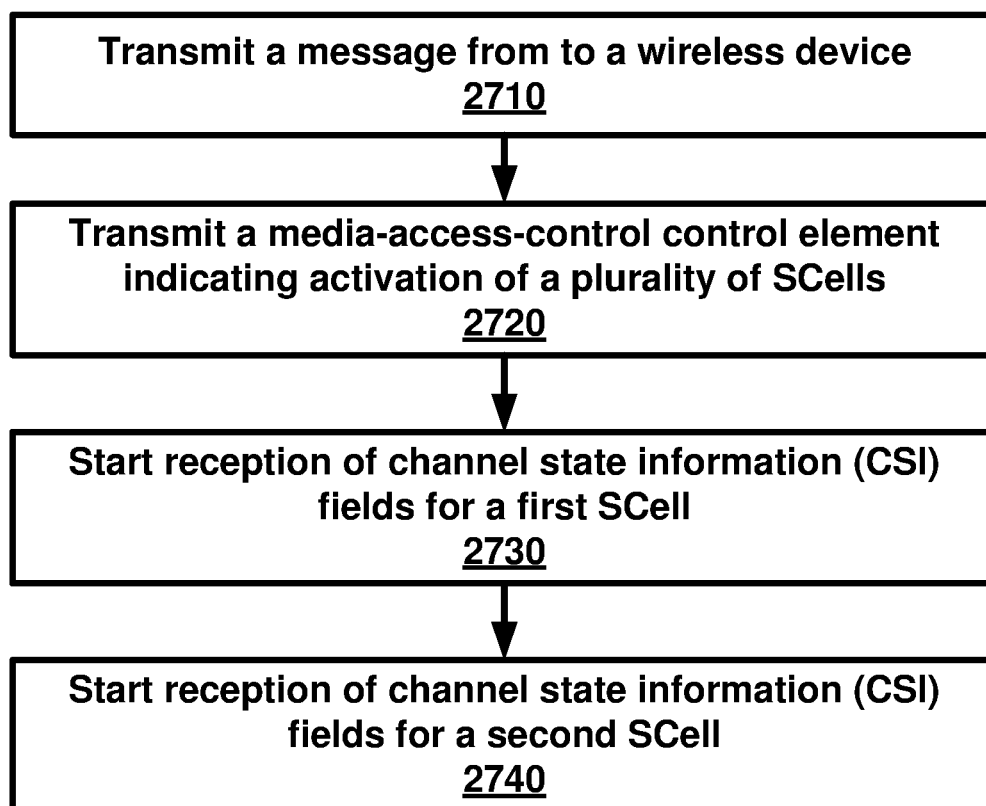 Transmit a message from to a wireless device
2710
Transmit a media-access-control control element
indicating activation of a plurality of SCells
2720
Start reception of channel state information (CSI)
fields for a first SCell
2730
Start reception of channel state information (CSI)
fields for a second SCell
2740